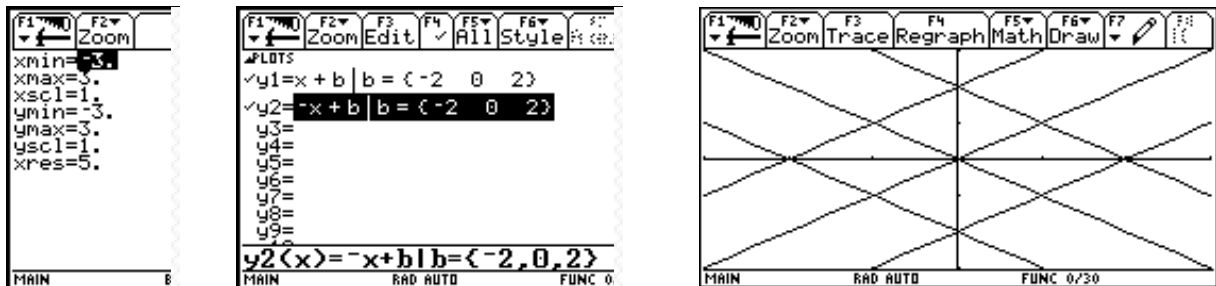 F1 F2
Zoom
xmin=-3.
xmax=3.
xscl=1.
ymin=-3.
ymax=3.
yscl=1.
xres=5.
MAIN
F1 F2 F3 F4 F5 F6
Zoom Edit ✓ All Style
PLOTS
✓y1=x + b | b = {-2 0 2}
✓y2=-x + b | b = {-2 0 2}
y3=
y4=
y5=
y6=
y7=
y8=
y9=
y2(x)=-x+b|b={-2,0,2}
MAIN RAD AUTO FUNC
F1 F2 F3 F4 F5 F6 F7
Zoom Trace Regraph Math Draw
MAIN RAD AUTO FUNC 0/30